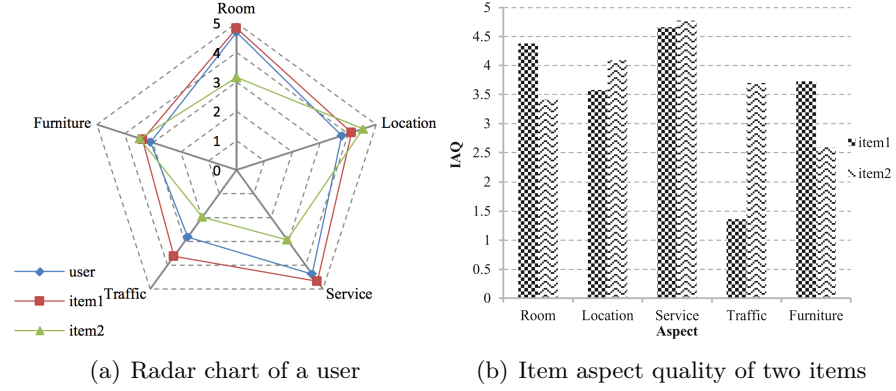 Room
5
4
3
2
1
0
Furniture
Location
Traffic
Service
user
item1
item2
(a) Radar chart of a user
5
4.5
4
3.5
3
2.5
2
1.5
1
0.5
0
IAQ
item1
item2
Room Location Service Traffic Furniture
Aspect
(b) Item aspect quality of two items